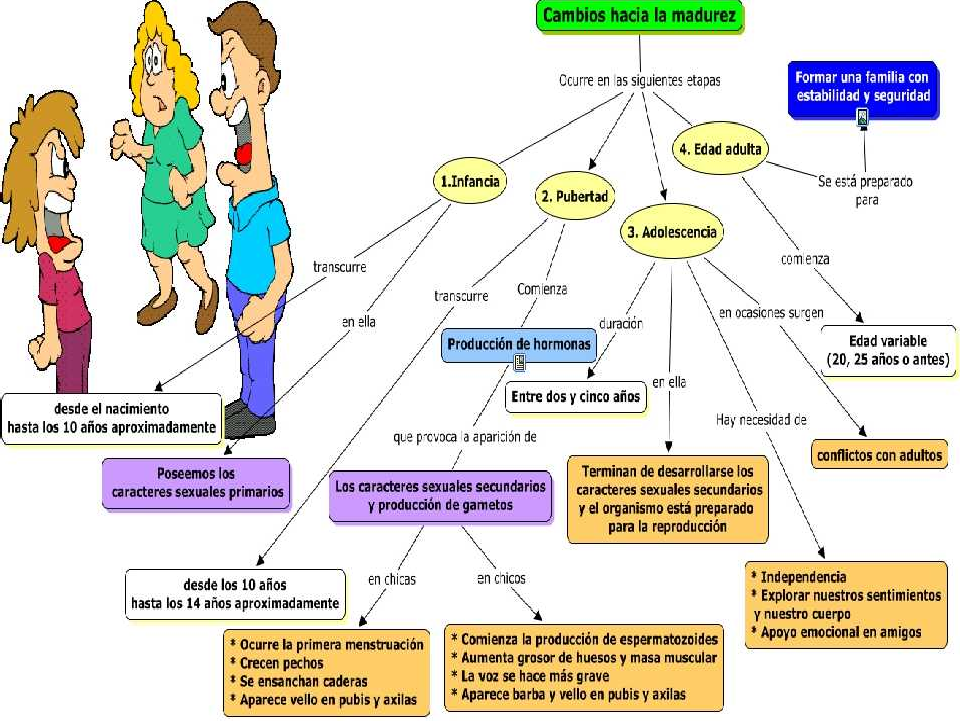 Cambios hacia la madurez
Ocurre en las siguientes etapas
Formar una familia con
estabilidad y seguridad
4. Edad adulta
Se está preparado
para
1.Infancia
2. Pubertad
3. Adolescencia
transcurre
en ella
transcurre
Comienza
comienza
duración
en ocasiones surgen
Edad variable
(20, 25 años o antes)
Producción de hormonas
Entre dos y cinco años
en ella
Hay necesidad de
desde el nacimiento
hasta los 10 años aproximadamente
que provoca la aparición de
conflictos con adultos
Poseemos los
caracteres sexuales primarios
Los caracteres sexuales secundarios
y producción de gametos
Terminan de desarrollarse los
caracteres sexuales secundarios
y el organismo está preparado
para la reproducción
desde los 10 años
hasta los 14 años aproximadamente
en chicas
en chicos
* Independencia
* Explorar nuestros sentimientos
y nuestro cuerpo
* Apoyo emocional en amigos
* Ocurre la primera menstruación
* Crecen pechos
* Se ensanchan caderas
* Aparece vello en pubis y axilas
* Comienza la producción de espermatozoides
* Aumenta grosor de huesos y masa muscular
* La voz se hace más grave
* Aparece barba y vello en pubis y axilas